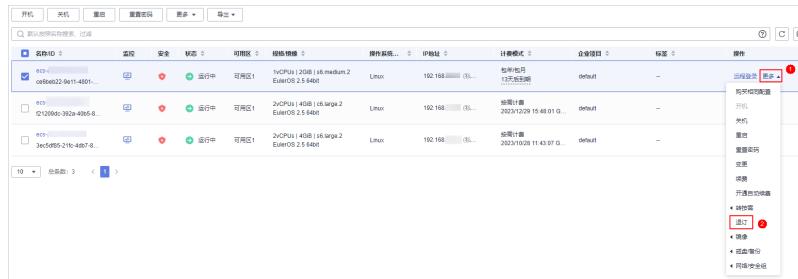 开机 关机 重启 重置密码 更多 导出
默认按照名称搜索、过滤
名称/ID 监控 安全 状态 可用区 规格/镜像 操作系统... IP地址 计费模式 企业项目 标签 操作
ecs-
ce6beb22-9e11-4801-...
运行中 可用区1
1vCPUs | 2GiB | s6.medium.2
EulerOS 2.5 64bit
Linux 192.168. (私...
包年/包月
13天后到期
default -- 远程登录 更多 1
ecs-
f21209dc-392a-40b5-8...
运行中 可用区1
2vCPUs | 4GiB | c6.large.2
EulerOS 2.5 64bit
Linux 192.168. (私...
按需计费
2023/12/29 15:48:01 G...
default --
ecs-
3ec5df85-21fc-4db7-8...
运行中 可用区1
2vCPUs | 4GiB | s6.large.2
EulerOS 2.5 64bit
Linux 192.168. (私...
按需计费
2023/10/28 11:43:07 G...
default --
购买相同配置
开机
关机
重启
重置密码
变更
续费
开通自动续费
转按需
退订 2
镜像
磁盘/备份
网络/安全组
10 总条数: 3 < 1 >